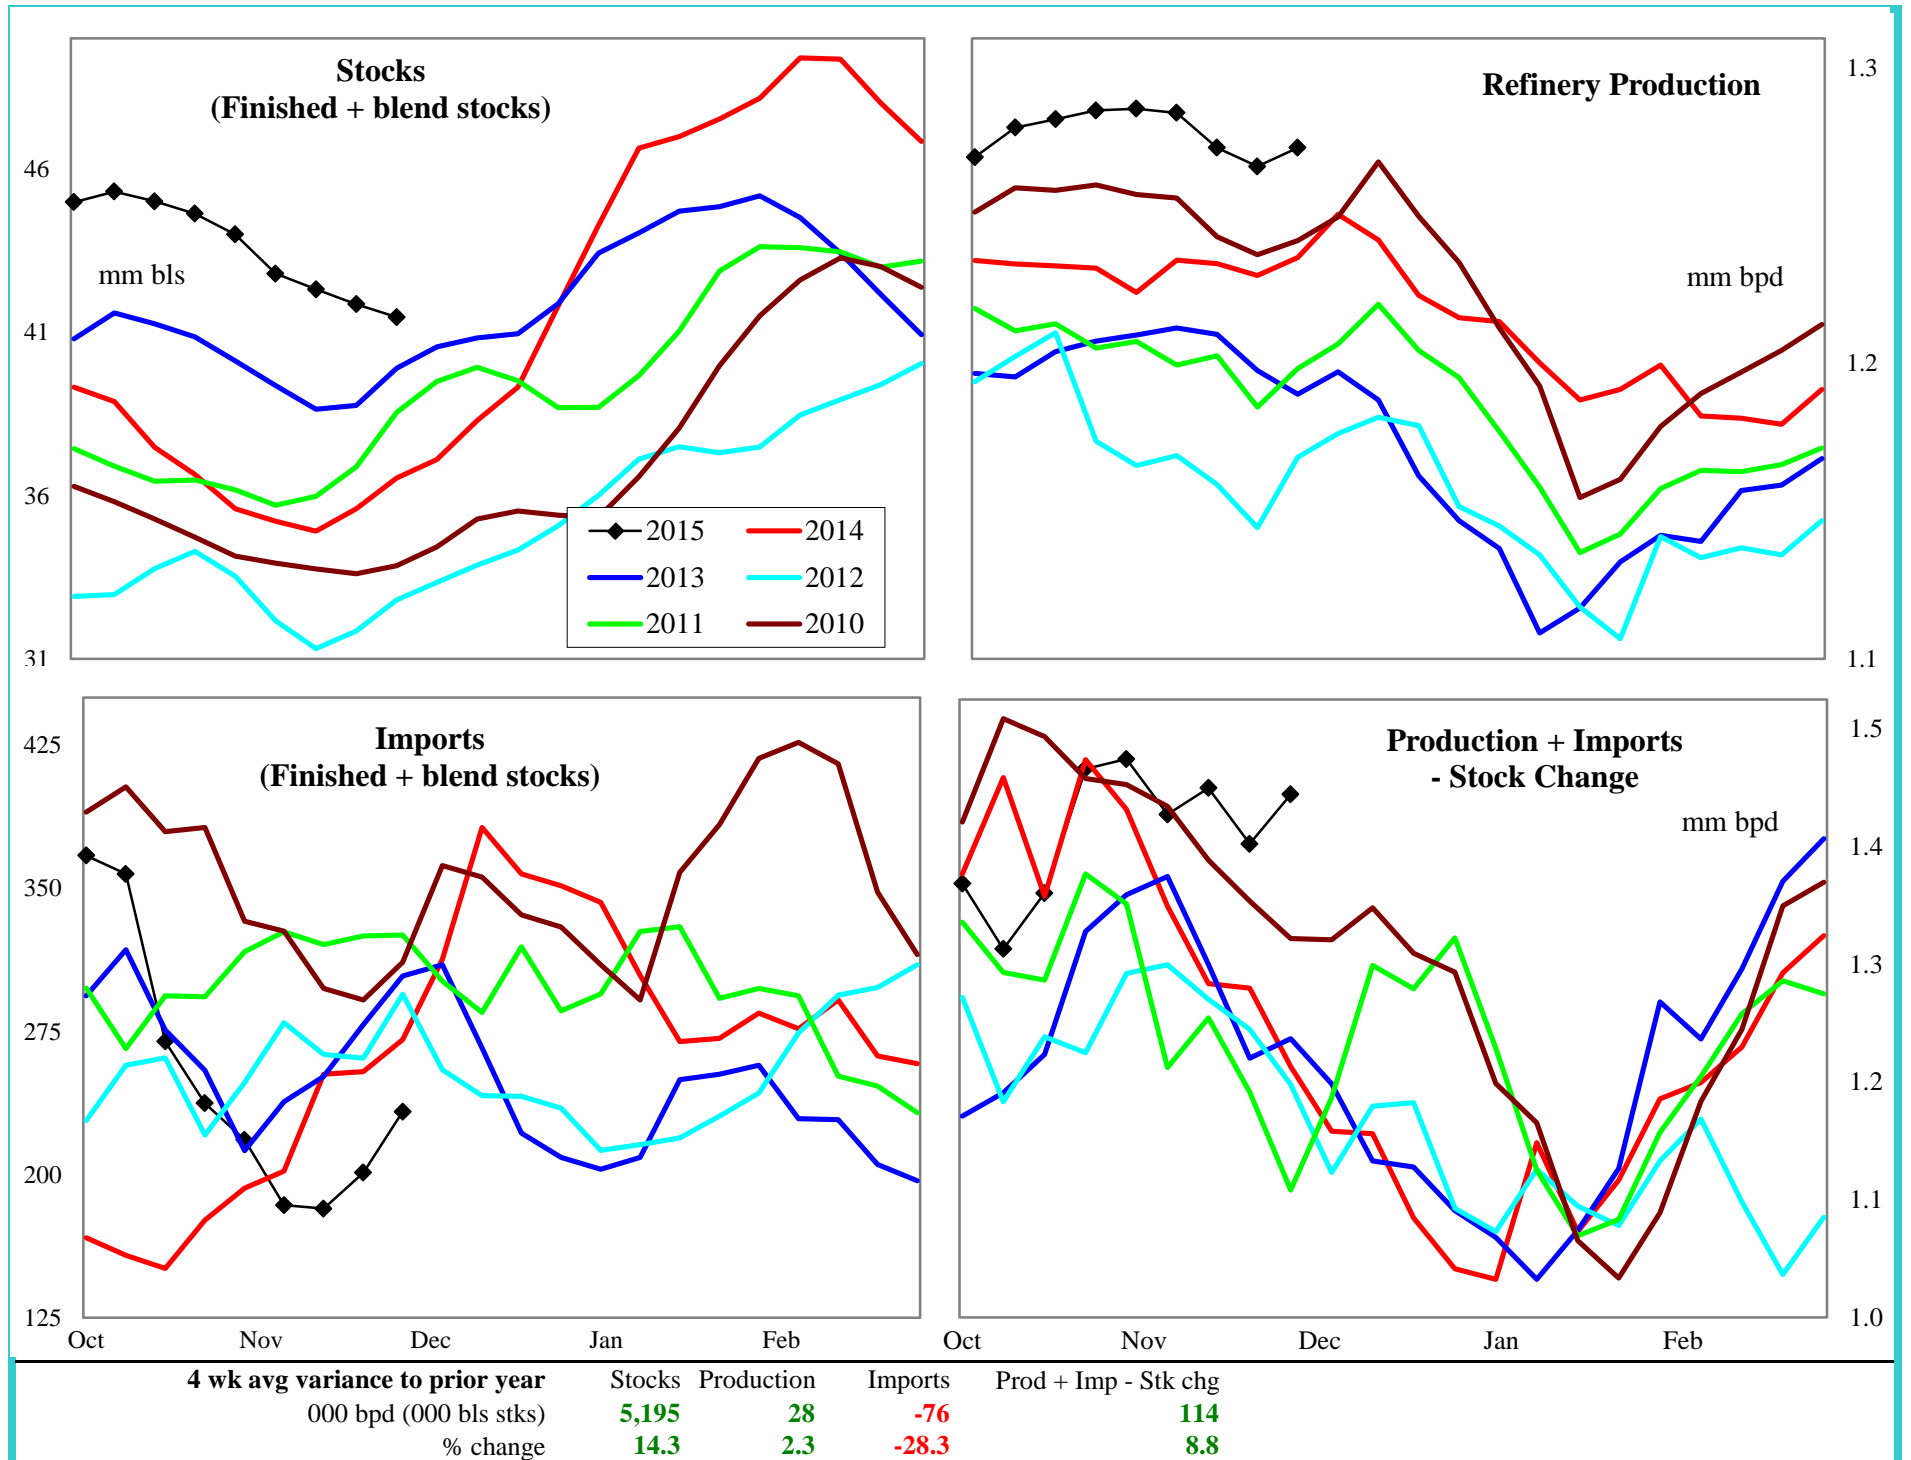 Stocks
(Finished + blend stocks)
46
mm bls
41
36
31
2015
2014
2013
2012
2011
2010
Refinery Production
1.3
mm bpd
1.2
1.1
Imports
(Finished + blend stocks)
425
350
275
200
125
Oct Nov Dec Jan Feb
Production + Imports
- Stock Change
1.5
mm bpd
1.4
1.3
1.2
1.1
1.0
Oct Nov Dec Jan Feb
4 wk avg variance to prior year Stocks Production Imports Prod + Imp - Stk chg
000 bpd (000 bls stks) 5,195 28 -76 114
% change 14.3 2.3 -28.3 8.8